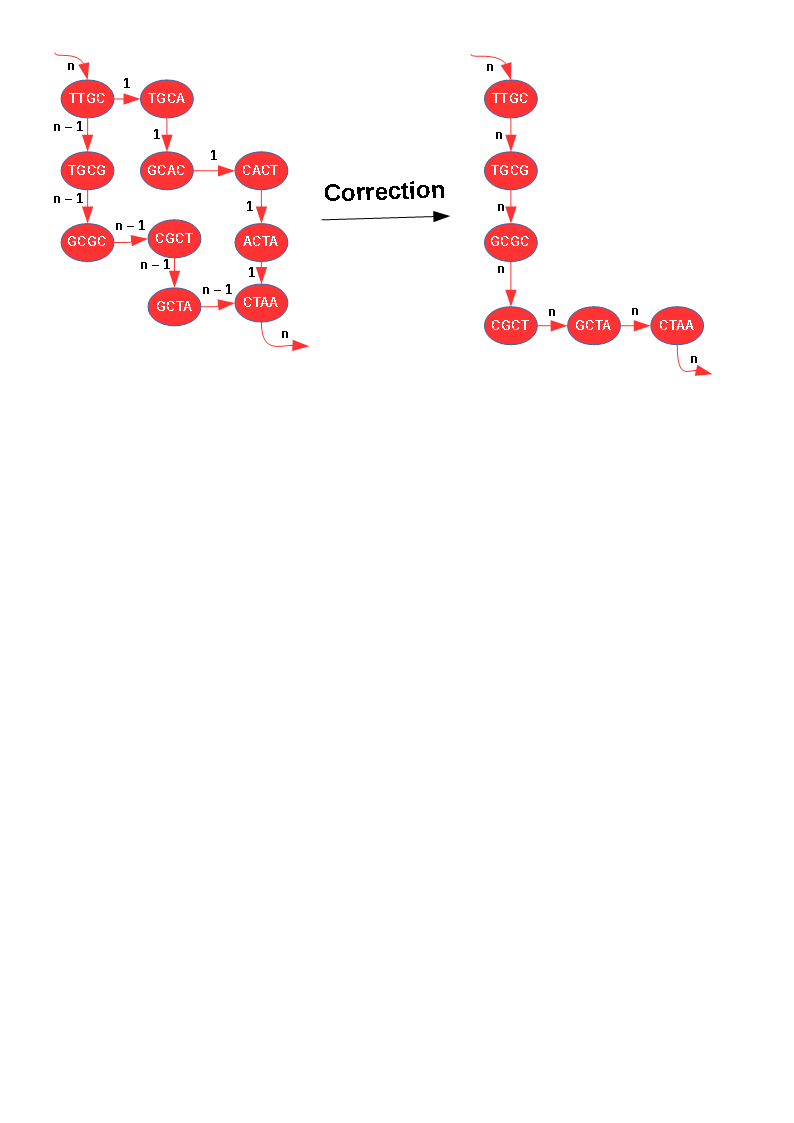 n
n
1
TTGC
TGCA
TTGC
n – 1
1
n
1
TGCG
GCAC
CACT
TGCG
Correction
n – 1
1
n
n – 1
GCGC
CGCT
ACTA
GCGC
n – 1
1
n
n – 1
GCTA
CTAA
n
n
CGCT
GCTA
CTAA
n
n